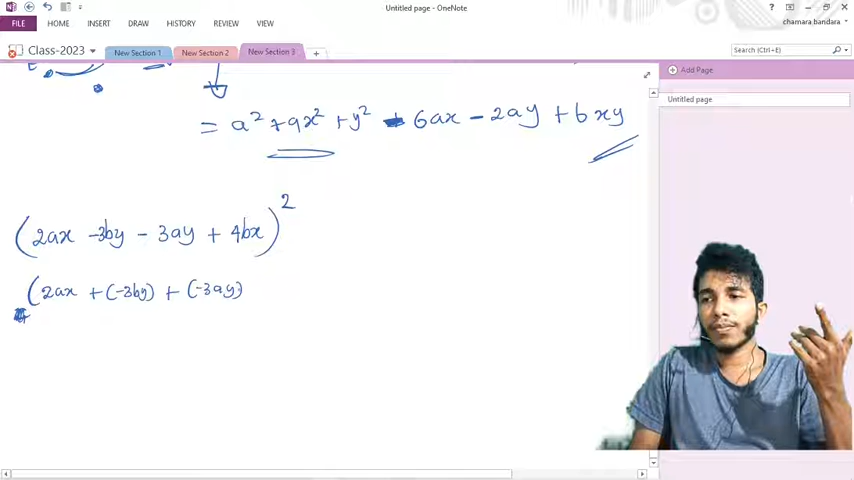 Untitled page - OneNote
chamara.bandara
FILE HOME INSERT DRAW HISTORY REVIEW VIEW
Class-2023 New Section 1 New Section 2 New Section 3 +
Search (Ctrl+E)
Add Page
Untitled page
= a² + 9x² + y² - 6ax - 2ay + 6xy
(2ax - 3by - 3ay + 4bx)²
(2ax + (-3by) + (-3ay)